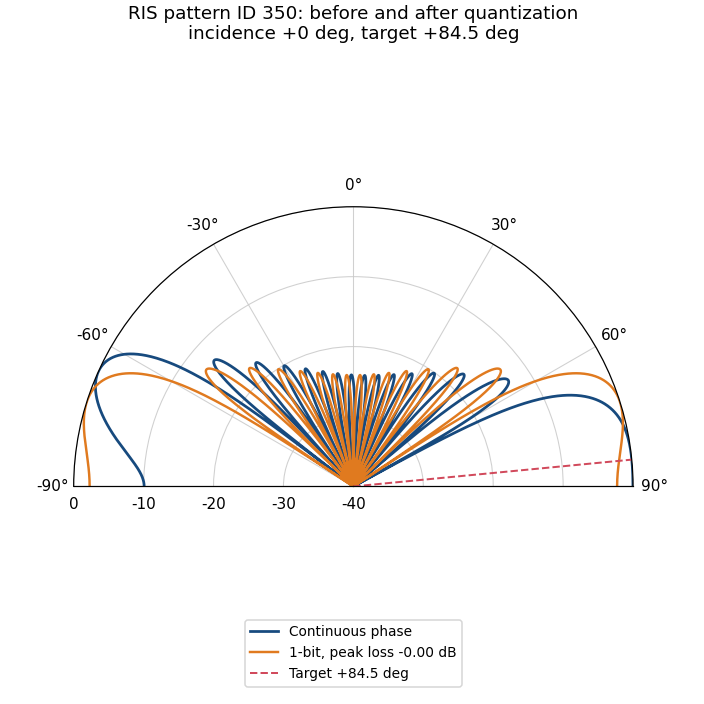 RIS pattern ID 350: before and after quantization
incidence +0 deg, target +84.5 deg
0°
-30°
30°
-60°
60°
-90°
90°
0
-10
-20
-30
-40
Continuous phase
1-bit, peak loss -0.00 dB
Target +84.5 deg